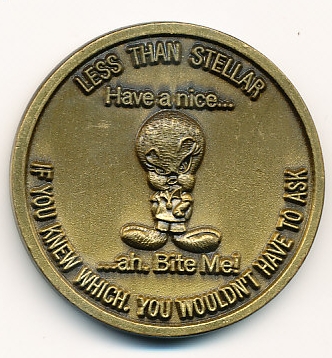 LESS THAN STELLAR
Have a nice...
...ah, Bite Me!
IF YOU KNEW WHICH, YOU WOULDN'T HAVE TO ASK